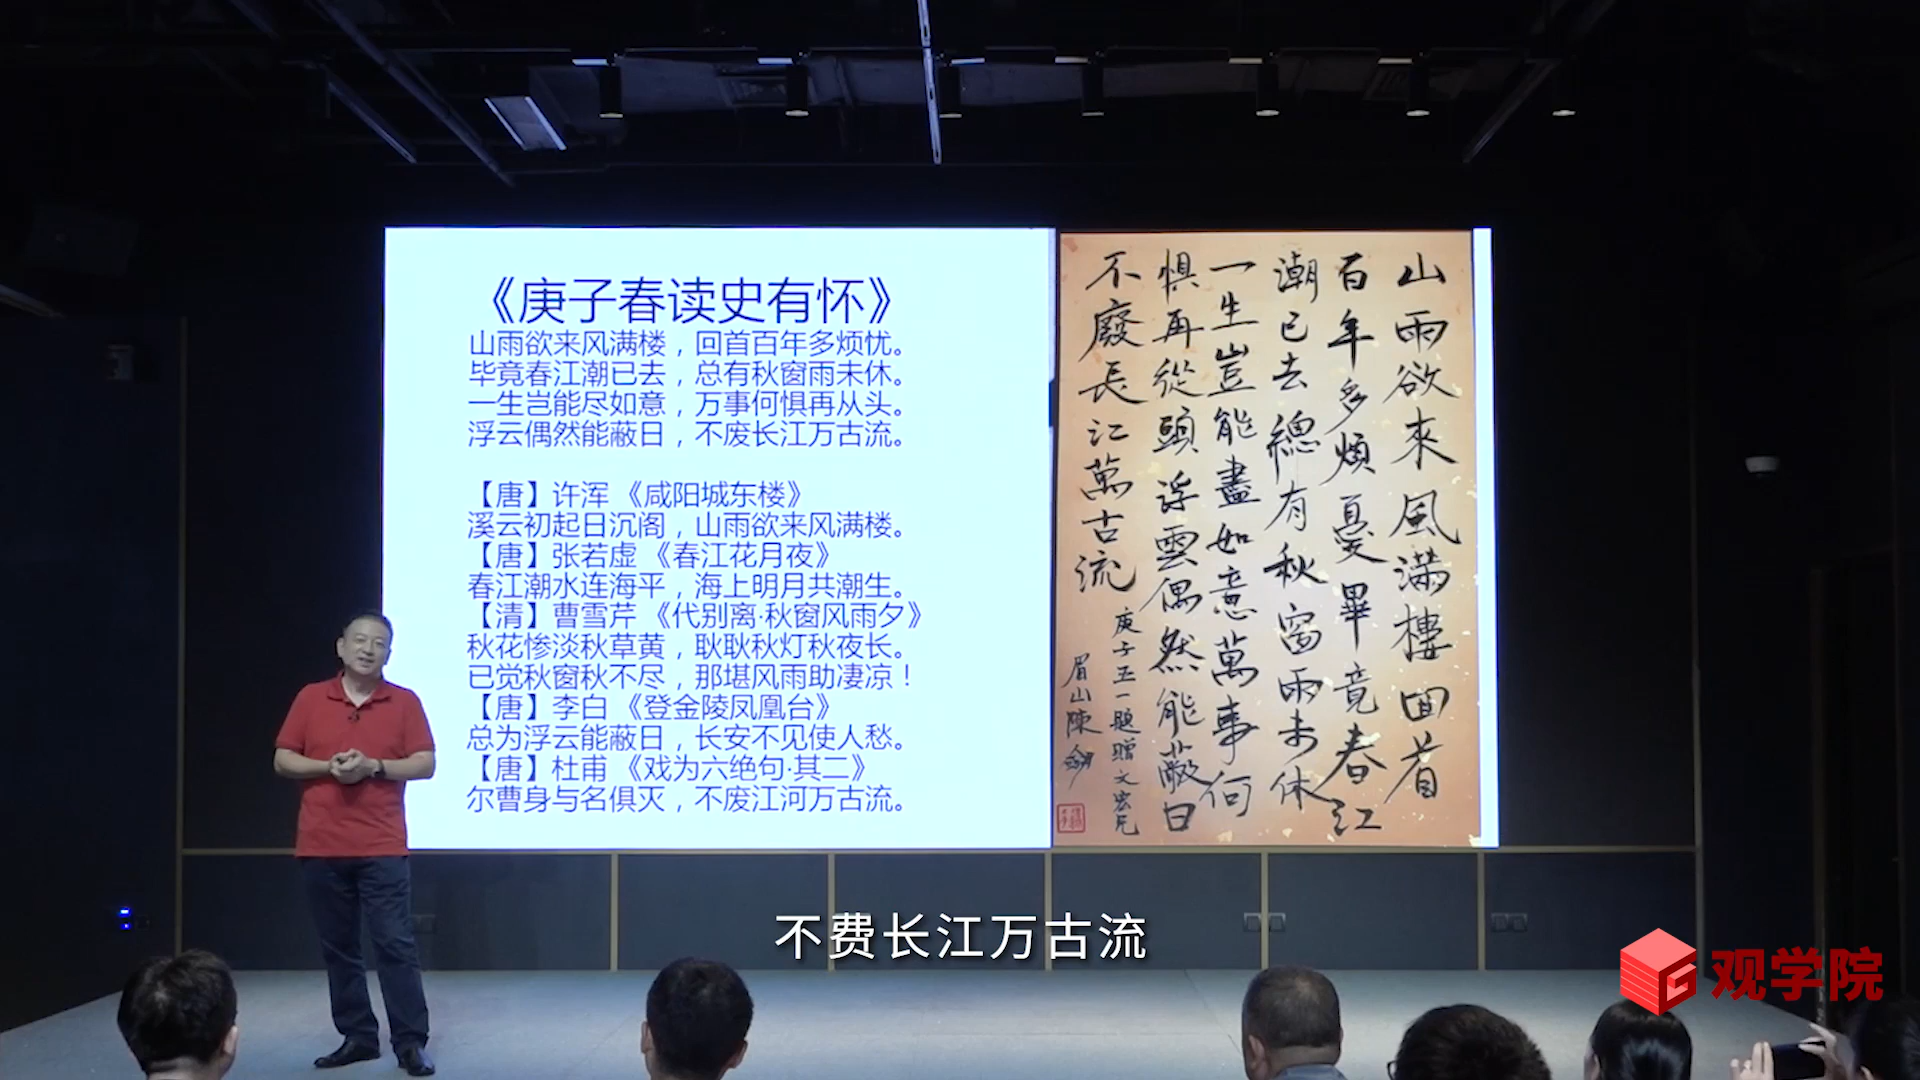 《庚子春读史有怀》
山雨欲来风满楼，回首百年多烦忧。
毕竟春江潮已去，总有秋窗雨未休。
一生岂能尽如意，万事何惧再从头。
浮云偶然能蔽日，不废长江万古流。
【唐】许浑《咸阳城东楼》
溪云初起日沉阁，山雨欲来风满楼。
【唐】张若虚《春江花月夜》
春江潮水连海平，海上明月共潮生。
【清】曹雪芹《代别离·秋窗风雨夕》
秋花惨淡秋草黄，耿耿秋灯秋夜长。
已觉秋窗秋不尽，那堪风雨助凄凉！
【唐】李白《登金陵凤凰台》
总为浮云能蔽日，长安不见使人愁。
【唐】杜甫《戏为六绝句·其二》
尔曹身与名俱灭，不废江河万古流。
山雨欲來風满樓回首
百年多煩憂畢竟春江
潮已去總有秋窗雨未休
一生豈能盡如意萬事何
惧再從頭浮雲偶然能蔽日
不廢長江萬古流
庚子五一題贈文宏兄
眉山陳
不费长江万古流
观学院